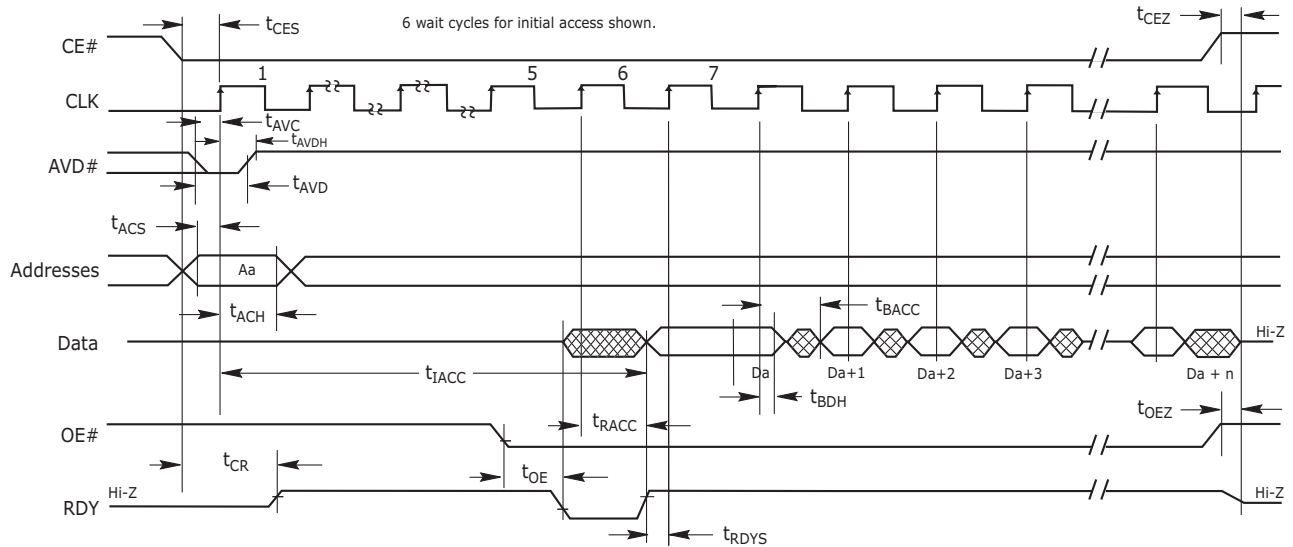 6 wait cycles for initial access shown.
tCES
tCEZ
CE#
1
5
6
7
CLK
tAVC
tAVDH
AVD#
tAVD
tACS
Addresses
Aa
tACH
tBACC
Data
Hi-Z
Da
Da+1
Da+2
Da+3
Da + n
tIACC
tBDH
tOEZ
tRACC
OE#
tCR
tOE
Hi-Z
RDY
Hi-Z
tRDYS